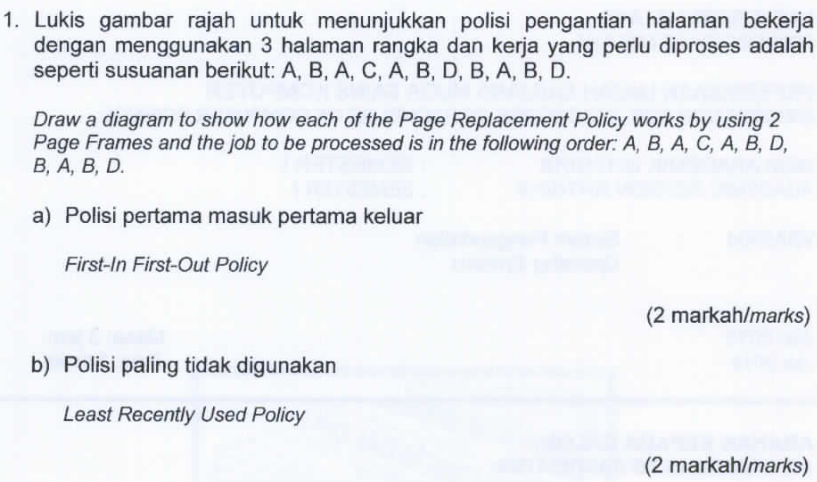 1. Lukis gambar rajah untuk menunjukkan polisi pengantian halaman bekerja
dengan menggunakan 3 halaman rangka dan kerja yang perlu diproses adalah
seperti susuanan berikut: A, B, A, C, A, B, D, B, A, B, D.
Draw a diagram to show how each of the Page Replacement Policy works by using 2
Page Frames and the job to be processed is in the following order: A, B, A, C, A, B, D,
B, A, B, D.
a) Polisi pertama masuk pertama keluar
First-In First-Out Policy
(2 markah/marks)
b) Polisi paling tidak digunakan
Least Recently Used Policy
(2 markah/marks)